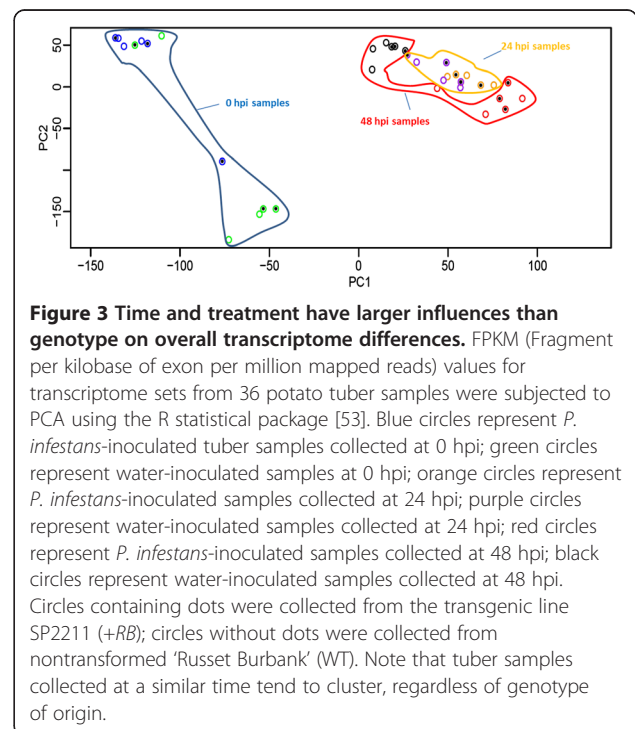 50
0
−50
−150
PC2
24 hpi samples
0 hpi samples
48 hpi samples
−150
−100
−50
0
50
100
PC1
Figure 3 Time and treatment have larger influences than
genotype on overall transcriptome differences. FPKM (Fragment
per kilobase of exon per million mapped reads) values for
transcriptome sets from 36 potato tuber samples were subjected to
PCA using the R statistical package [53]. Blue circles represent P.
infestans-inoculated tuber samples collected at 0 hpi; green circles
represent water-inoculated samples at 0 hpi; orange circles represent
P. infestans-inoculated samples collected at 24 hpi; purple circles
represent water-inoculated samples collected at 24 hpi; red circles
represent P. infestans-inoculated samples collected at 48 hpi; black
circles represent water-inoculated samples collected at 48 hpi.
Circles containing dots were collected from the transgenic line
SP2211 (+RB); circles without dots were collected from
nontransformed ‘Russet Burbank’ (WT). Note that tuber samples
collected at a similar time tend to cluster, regardless of genotype
of origin.